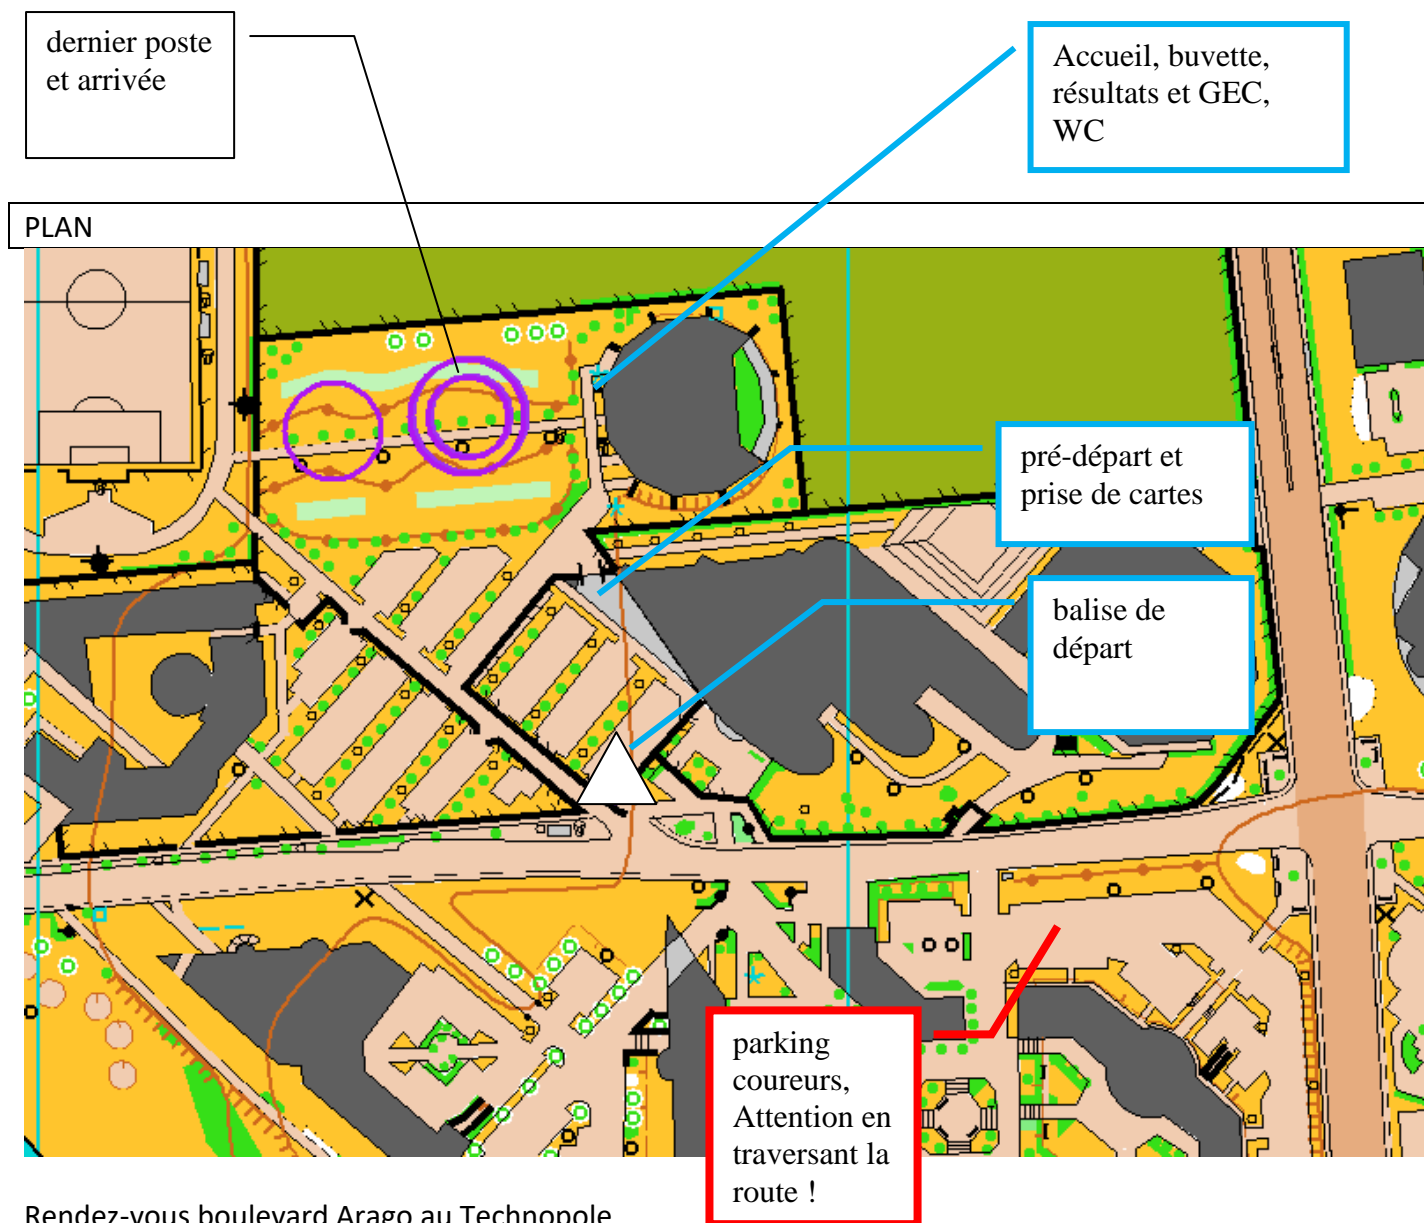 dernier poste
et arrivée
Accueil, buvette,
résultats et GEC,
WC
PLAN
pré-départ et
prise de cartes
balise de
départ
parking
coureurs,
Attention en
traversant la
route !
Rendez-vous boulevard Arago au Technopole